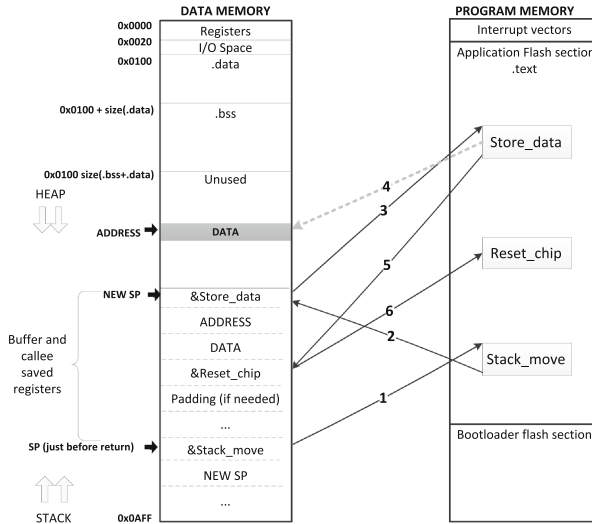 DATA MEMORY
PROGRAM MEMORY
0x0000
Registers
Interrupt vectors
0x0020
I/O Space
Application Flash section
.text
0x0100
.data
0x0100 + size(.data)
.bss
Store_data
0x0100 size(.bss+.data)
Unused
4
HEAP
3
ADDRESS
DATA
Reset_chip
5
NEW SP
&Store_data
6
ADDRESS
2
Buffer and
callee
saved
registers
DATA
Stack_move
&Reset_chip
Padding (if needed)
1
...
SP (just before return)
&Stack_move
Bootloader flash section
NEW SP
...
STACK
0x0AFF